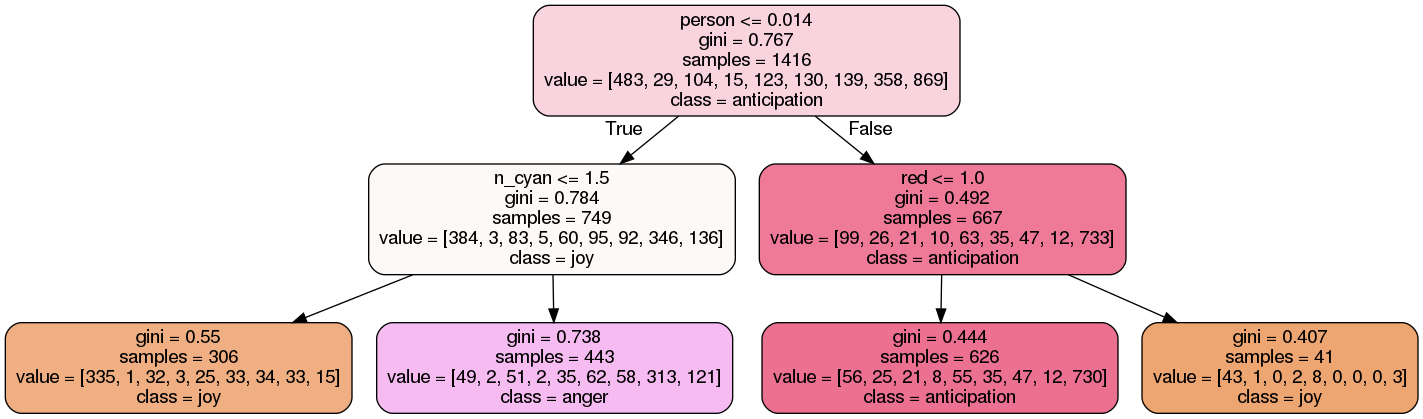 person <= 0.014
gini = 0.767
samples = 1416
value = [483, 29, 104, 15, 123, 130, 139, 358, 869]
class = anticipation
True
False
n_cyan <= 1.5
gini = 0.784
samples = 749
value = [384, 3, 83, 5, 60, 95, 92, 346, 136]
class = joy
red <= 1.0
gini = 0.492
samples = 667
value = [99, 26, 21, 10, 63, 35, 47, 12, 733]
class = anticipation
gini = 0.55
samples = 306
value = [335, 1, 32, 3, 25, 33, 34, 33, 15]
class = joy
gini = 0.738
samples = 443
value = [49, 2, 51, 2, 35, 62, 58, 313, 121]
class = anger
gini = 0.444
samples = 626
value = [56, 25, 21, 8, 55, 35, 47, 12, 730]
class = anticipation
gini = 0.407
samples = 41
value = [43, 1, 0, 2, 8, 0, 0, 0, 3]
class = joy